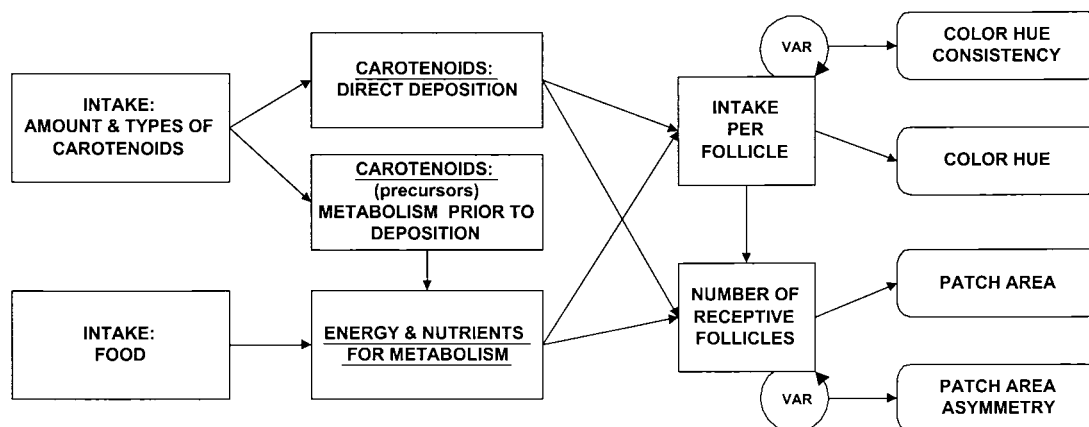 INTAKE:
AMOUNT & TYPES OF
CAROTENOIDS
INTAKE:
FOOD
CAROTENOIDS:
DIRECT DEPOSITION
CAROTENOIDS:
(precursors)
METABOLISM PRIOR TO
DEPOSITION
ENERGY & NUTRIENTS
FOR METABOLISM
VAR
INTAKE
PER
FOLLICLE
NUMBER OF
RECEPTIVE
FOLLICLES
VAR
COLOR HUE
CONSISTENCY
COLOR HUE
PATCH AREA
PATCH AREA
ASYMMETRY